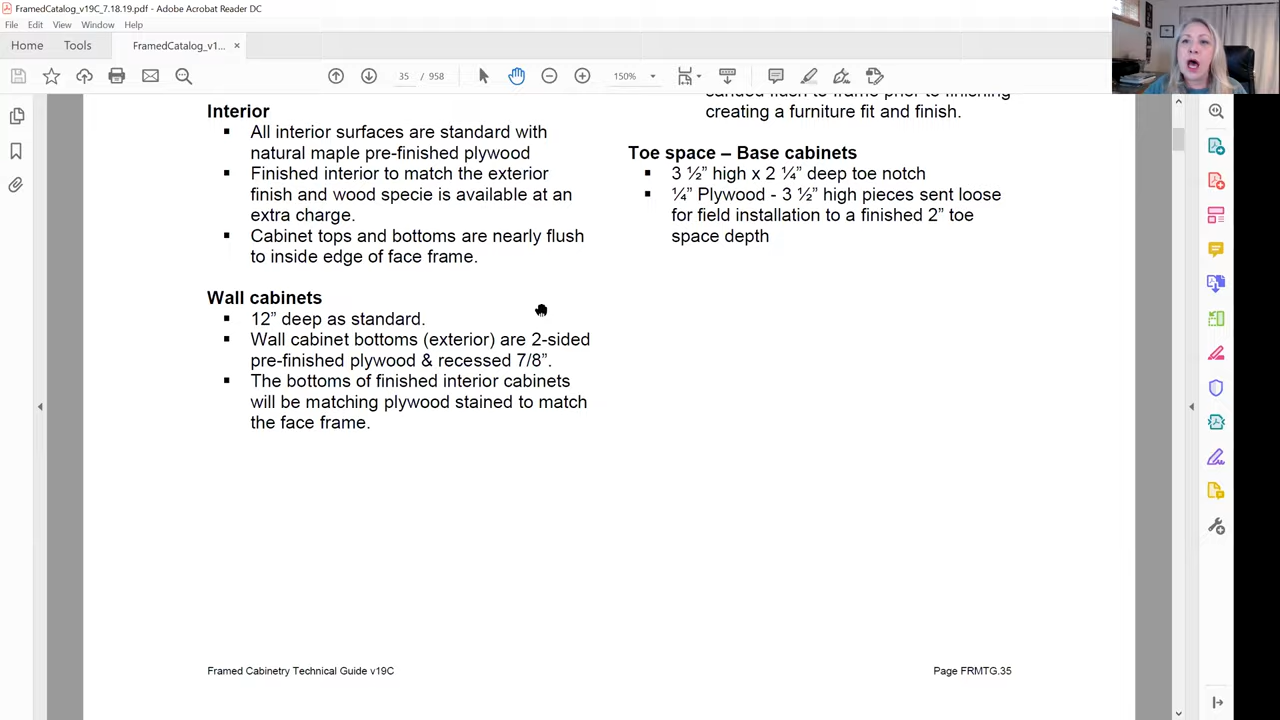 FramedCatalog_v19C_7.18.19.pdf - Adobe Acrobat Reader DC
File Edit View Window Help
Home Tools FramedCatalog_v1... ×
35 / 958 150%
Interior
▪ All interior surfaces are standard with
natural maple pre-finished plywood
▪ Finished interior to match the exterior
finish and wood specie is available at an
extra charge.
▪ Cabinet tops and bottoms are nearly flush
to inside edge of face frame.
Wall cabinets
▪ 12” deep as standard.
▪ Wall cabinet bottoms (exterior) are 2-sided
pre-finished plywood & recessed 7/8”.
▪ The bottoms of finished interior cabinets
will be matching plywood stained to match
the face frame.
sanded flush to frame prior to finishing
creating a furniture fit and finish.
Toe space – Base cabinets
▪ 3 ½” high x 2 ¼” deep toe notch
▪ ¼” Plywood - 3 ½” high pieces sent loose
for field installation to a finished 2” toe
space depth
Framed Cabinetry Technical Guide v19C
Page FRMTG.35